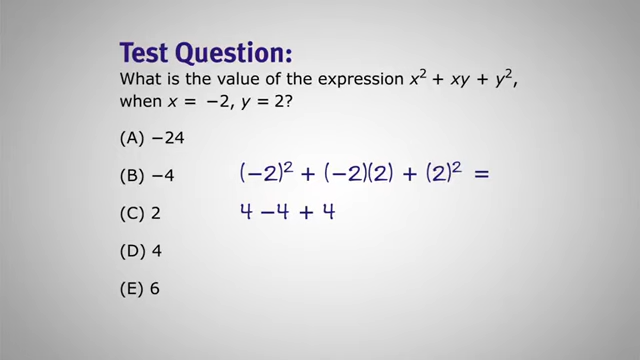 Test Question:
What is the value of the expression x² + xy + y²,
when x = −2, y = 2?
(A) −24
(B) −4
(−2)² + (−2)(2) + (2)² =
(C) 2
4 −4 + 4
(D) 4
(E) 6